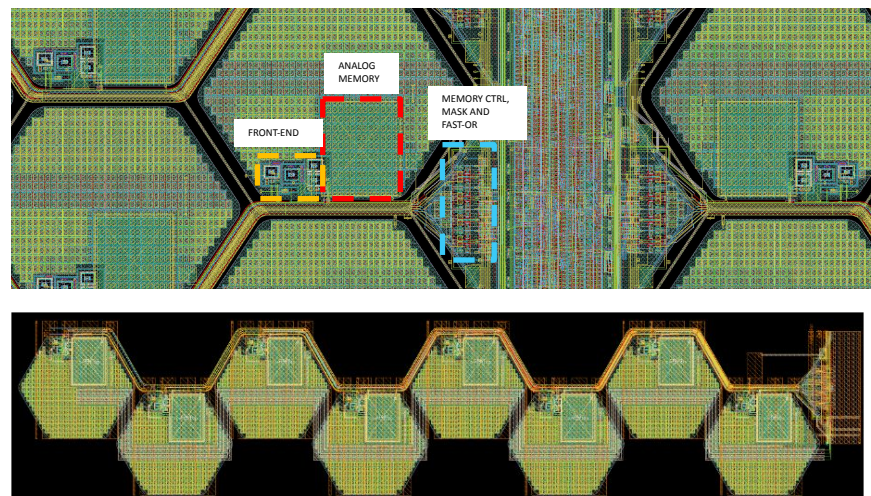 ANALOG
MEMORY
MEMORY CTRL,
MASK AND
FAST-OR
FRONT-END